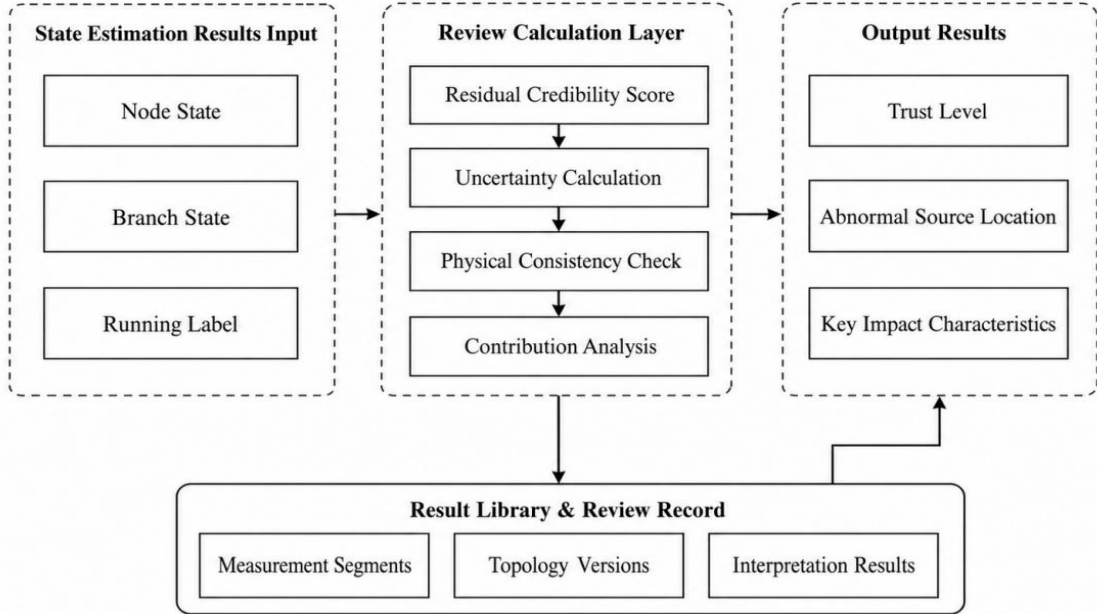 State Estimation Results Input
Node State
Branch State
Running Label
Review Calculation Layer
Residual Credibility Score
Uncertainty Calculation
Physical Consistency Check
Contribution Analysis
Output Results
Trust Level
Abnormal Source Location
Key Impact Characteristics
Result Library & Review Record
Measurement Segments
Topology Versions
Interpretation Results